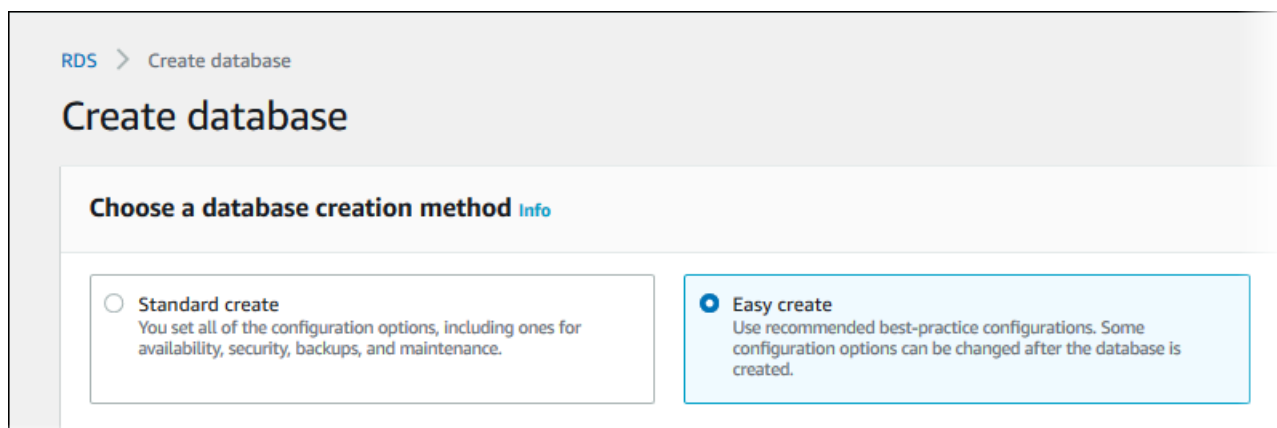 RDS > Create database
Create database
Choose a database creation method Info
Standard create
You set all of the configuration options, including ones for
availability, security, backups, and maintenance.
Easy create
Use recommended best-practice configurations. Some
configuration options can be changed after the database is
created.